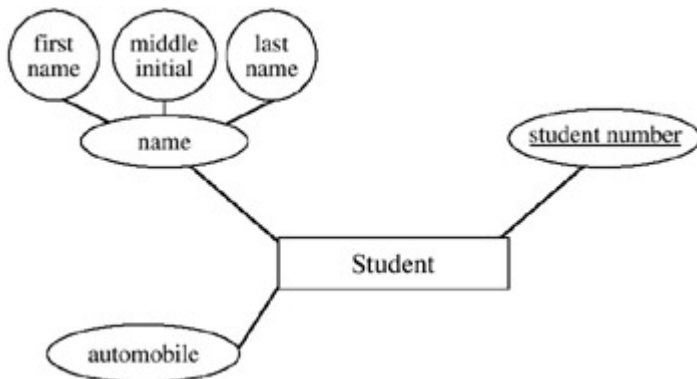 first
name
middle
initial
last
name
name
student number
Student
automobile